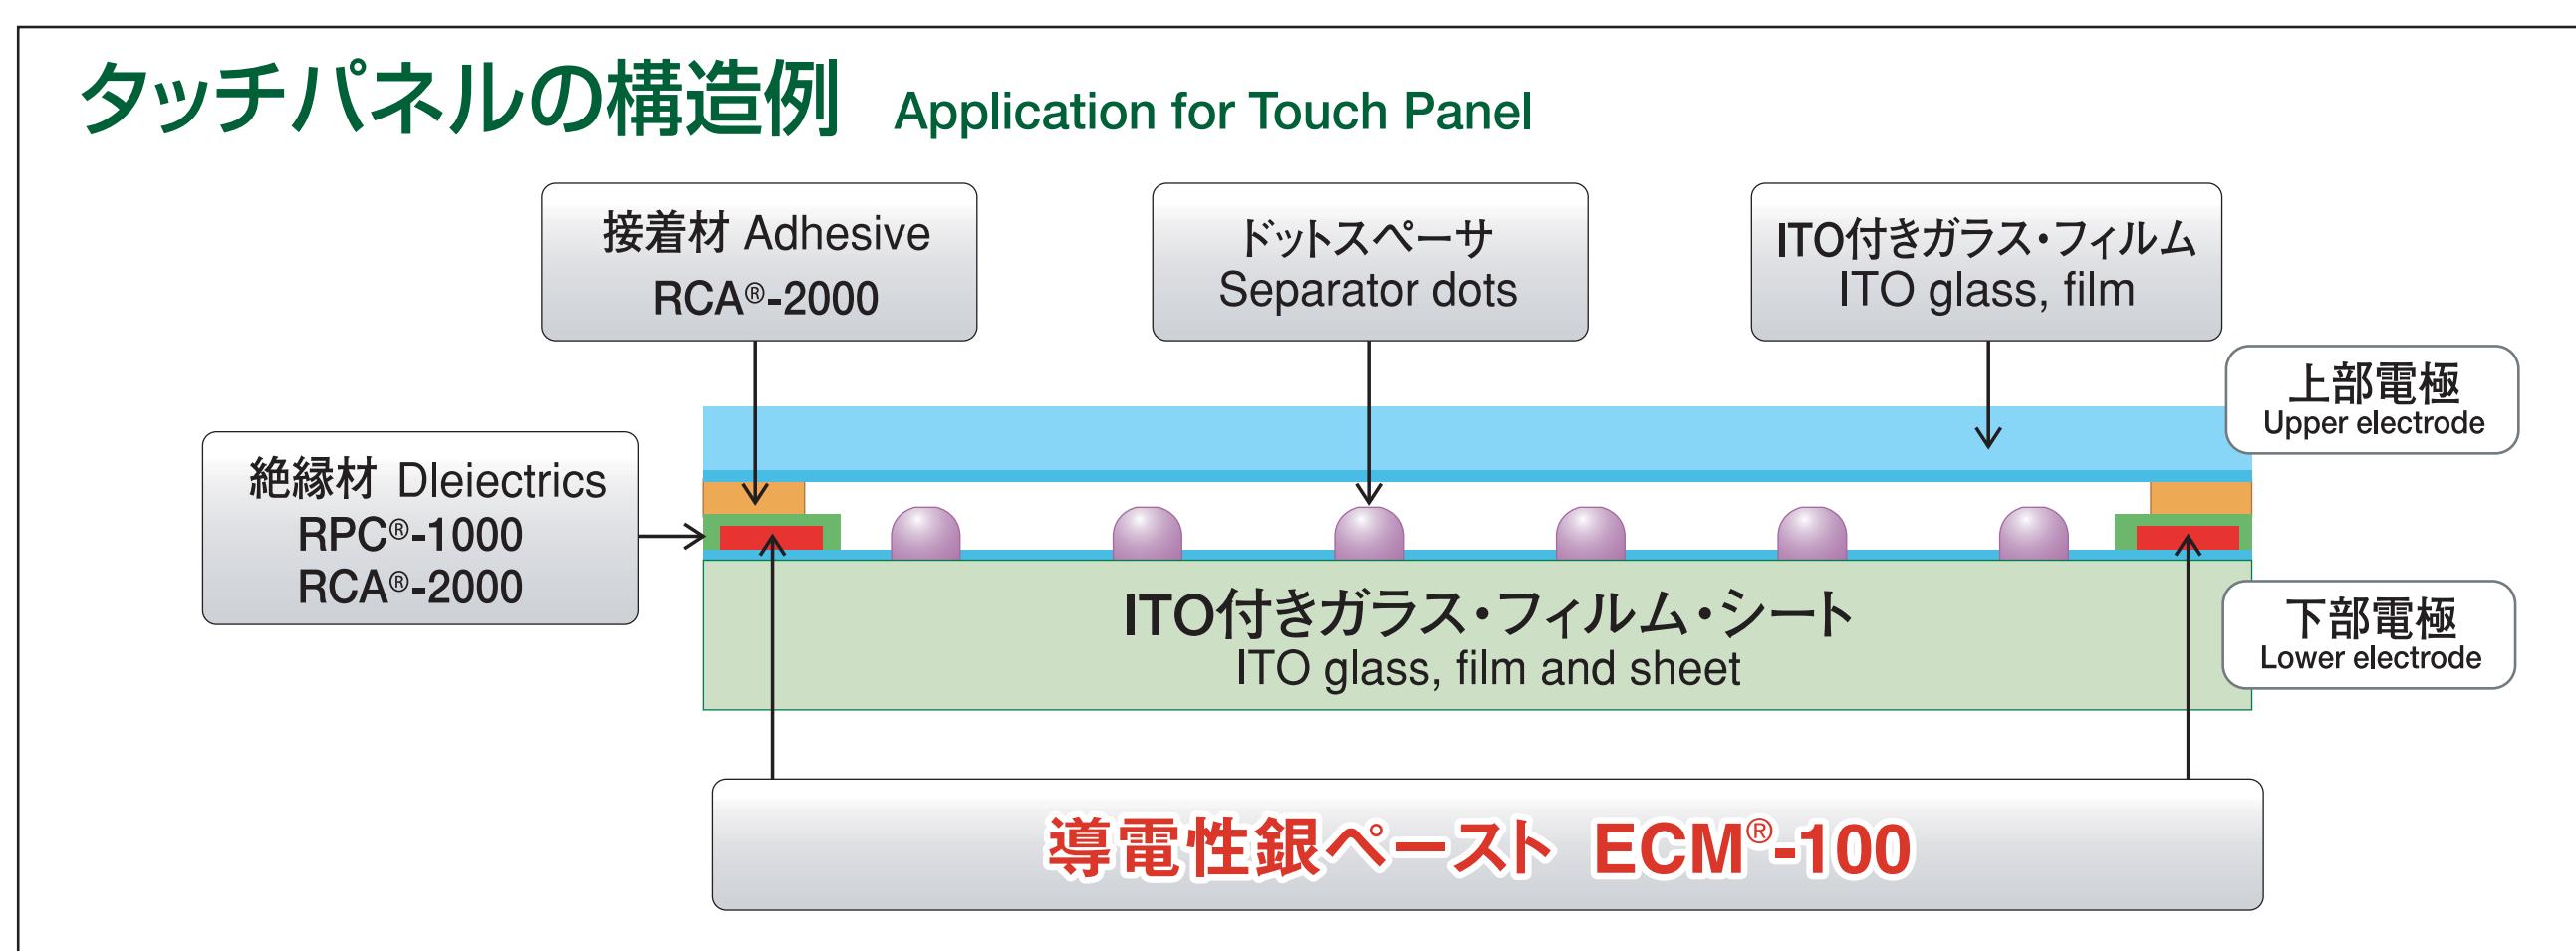 タッチパネルの構造例 Application for Touch Panel
接着材 Adhesive
RCA®-2000
ドットスペーサ
Separator dots
ITO付きガラス・フィルム
ITO glass, film
上部電極
Upper electrode
絶縁材 Dleiectrics
RPC®-1000
RCA®-2000
ITO付きガラス・フィルム・シート
ITO glass, film and sheet
下部電極
Lower electrode
導電性銀ペースト ECM®-100